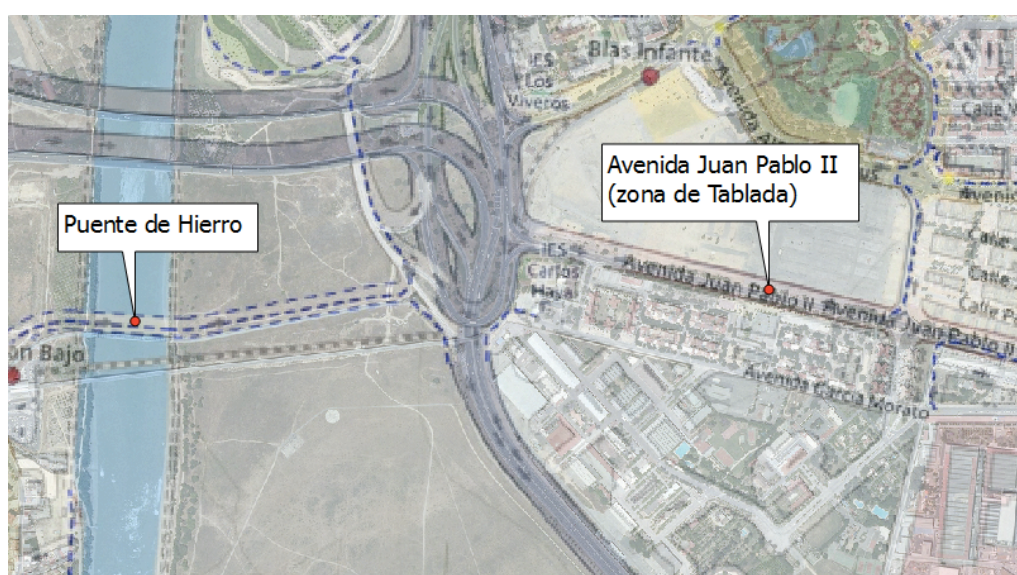 Blas Infante
IES
Los
Viveros
Avenida
Avenida Juan Pablo II
(zona de Tablada)
Puente de Hierro
IES
Carlos
Haya
Avenida Juan Pablo II
Avenida Juan Pablo II
on Bajo
Avenida García Morato
Calle
Calle
Calle